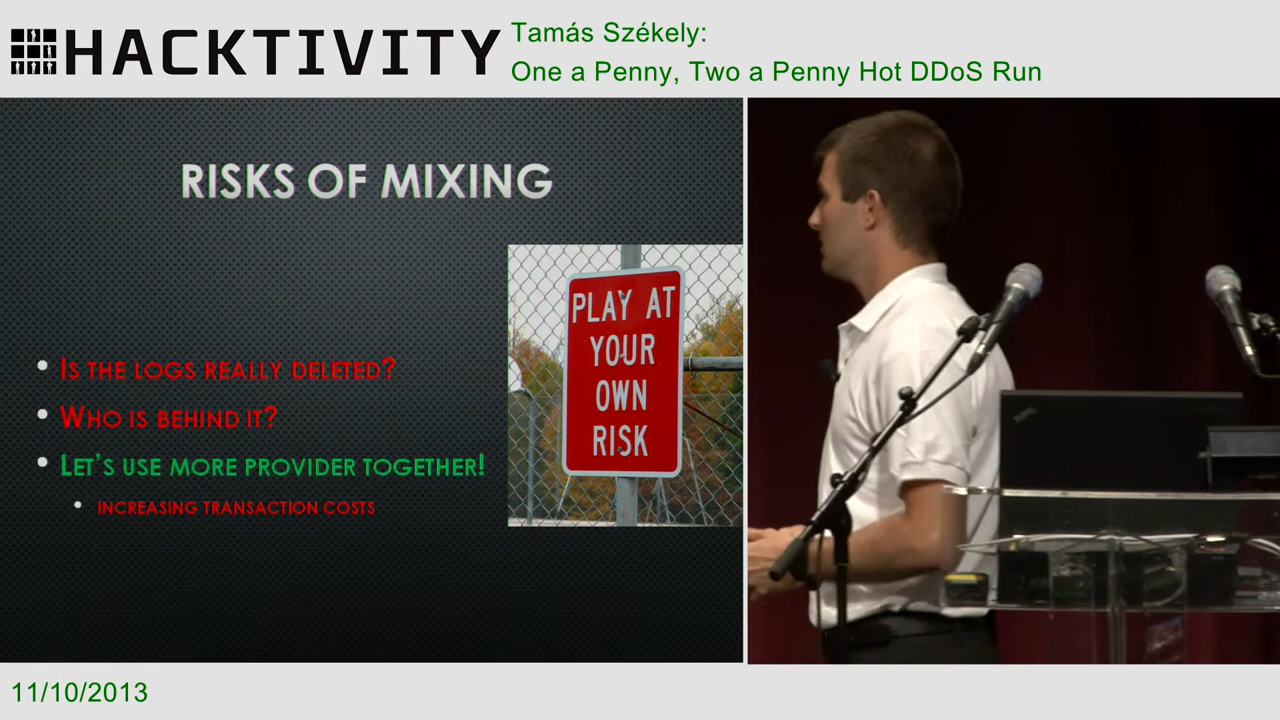 HACKTIVITY
Tamás Székely:
One a Penny, Two a Penny Hot DDoS Run
RISKS OF MIXING
IS THE LOGS REALLY DELETED?
WHO IS BEHIND IT?
LET'S USE MORE PROVIDER TOGETHER!
INCREASING TRANSACTION COSTS
PLAY AT
YOUR
OWN
RISK
11/10/2013